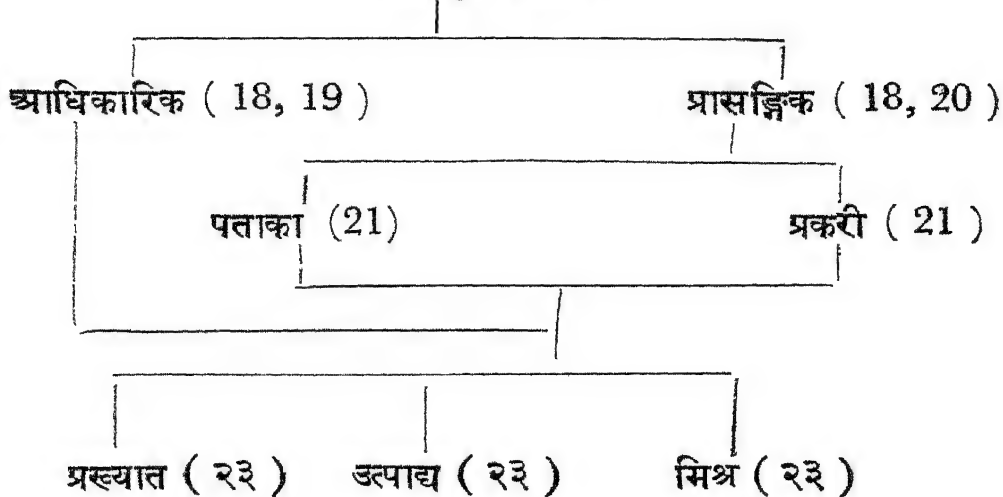 आधिकारिक ( 18, 19 ) प्रासङ्गिक ( 18, 20 )
पताका (21) प्रकरी ( 21 )
प्रख्यात ( २३ ) उत्पाद्य ( २३ ) मिश्र ( २३ )